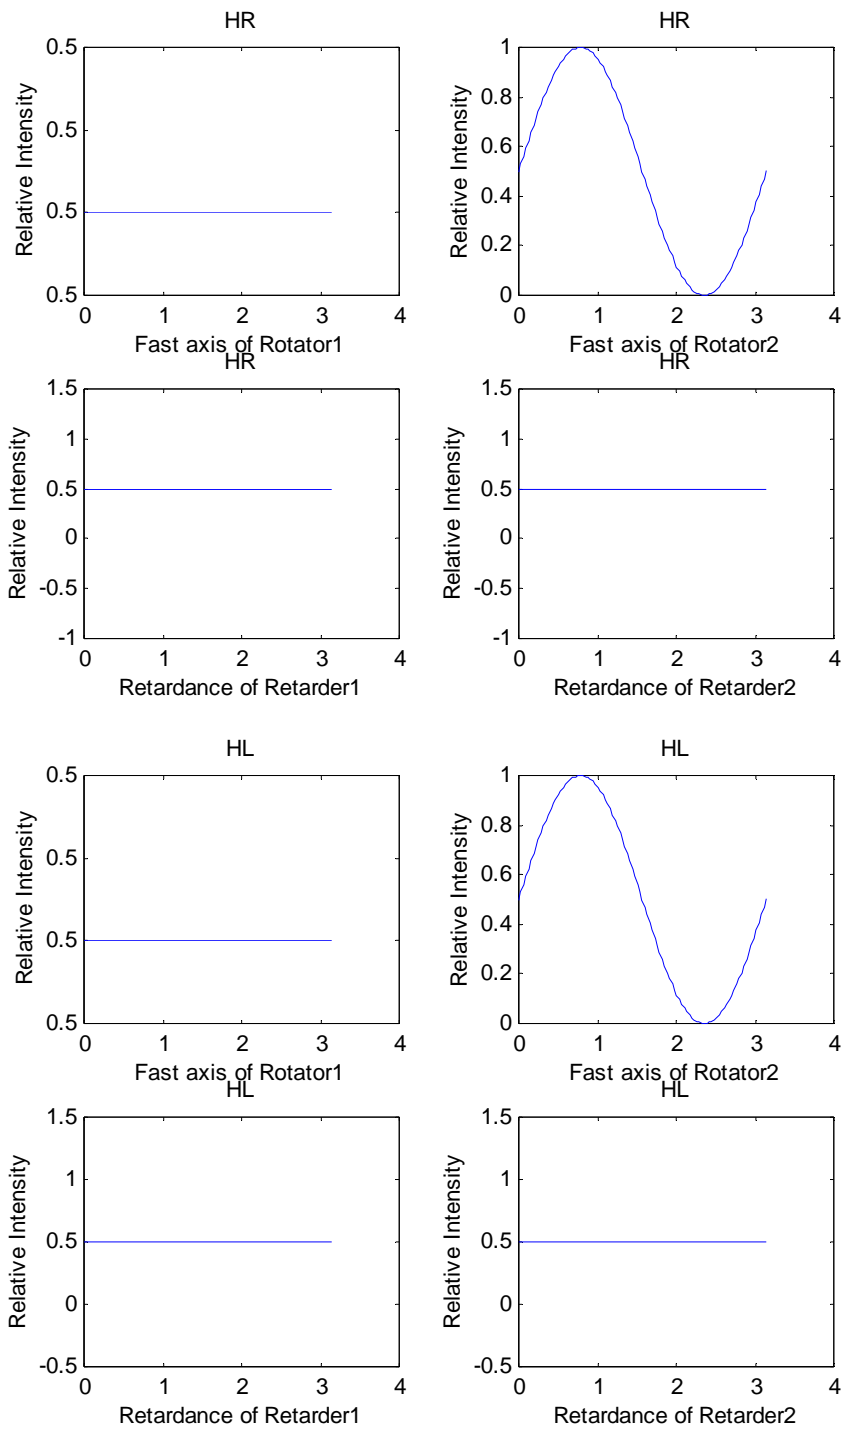 HR HR
0.5 1
0.5 0.8
0.6
0.5 0.4
0.2
0.5 0
0 1 2 3 4 0 1 2 3 4
Fast axis of Rotator1 Fast axis of Rotator2
Relative Intensity Relative Intensity
HR HR
1.5 1.5
1 1
0.5 0.5
0 0
-0.5 -0.5
-1 -1
0 1 2 3 4 0 1 2 3 4
Retardance of Retarder1 Retardance of Retarder2
Relative Intensity Relative Intensity
HL HL
0.5 1
0.5 0.8
0.6
0.5 0.4
0.2
0.5 0
0 1 2 3 4 0 1 2 3 4
Fast axis of Rotator1 Fast axis of Rotator2
Relative Intensity Relative Intensity
HL HL
1.5 1.5
1 1
0.5 0.5
0 0
-0.5 -0.5
0 1 2 3 4 0 1 2 3 4
Retardance of Retarder1 Retardance of Retarder2
Relative Intensity Relative Intensity